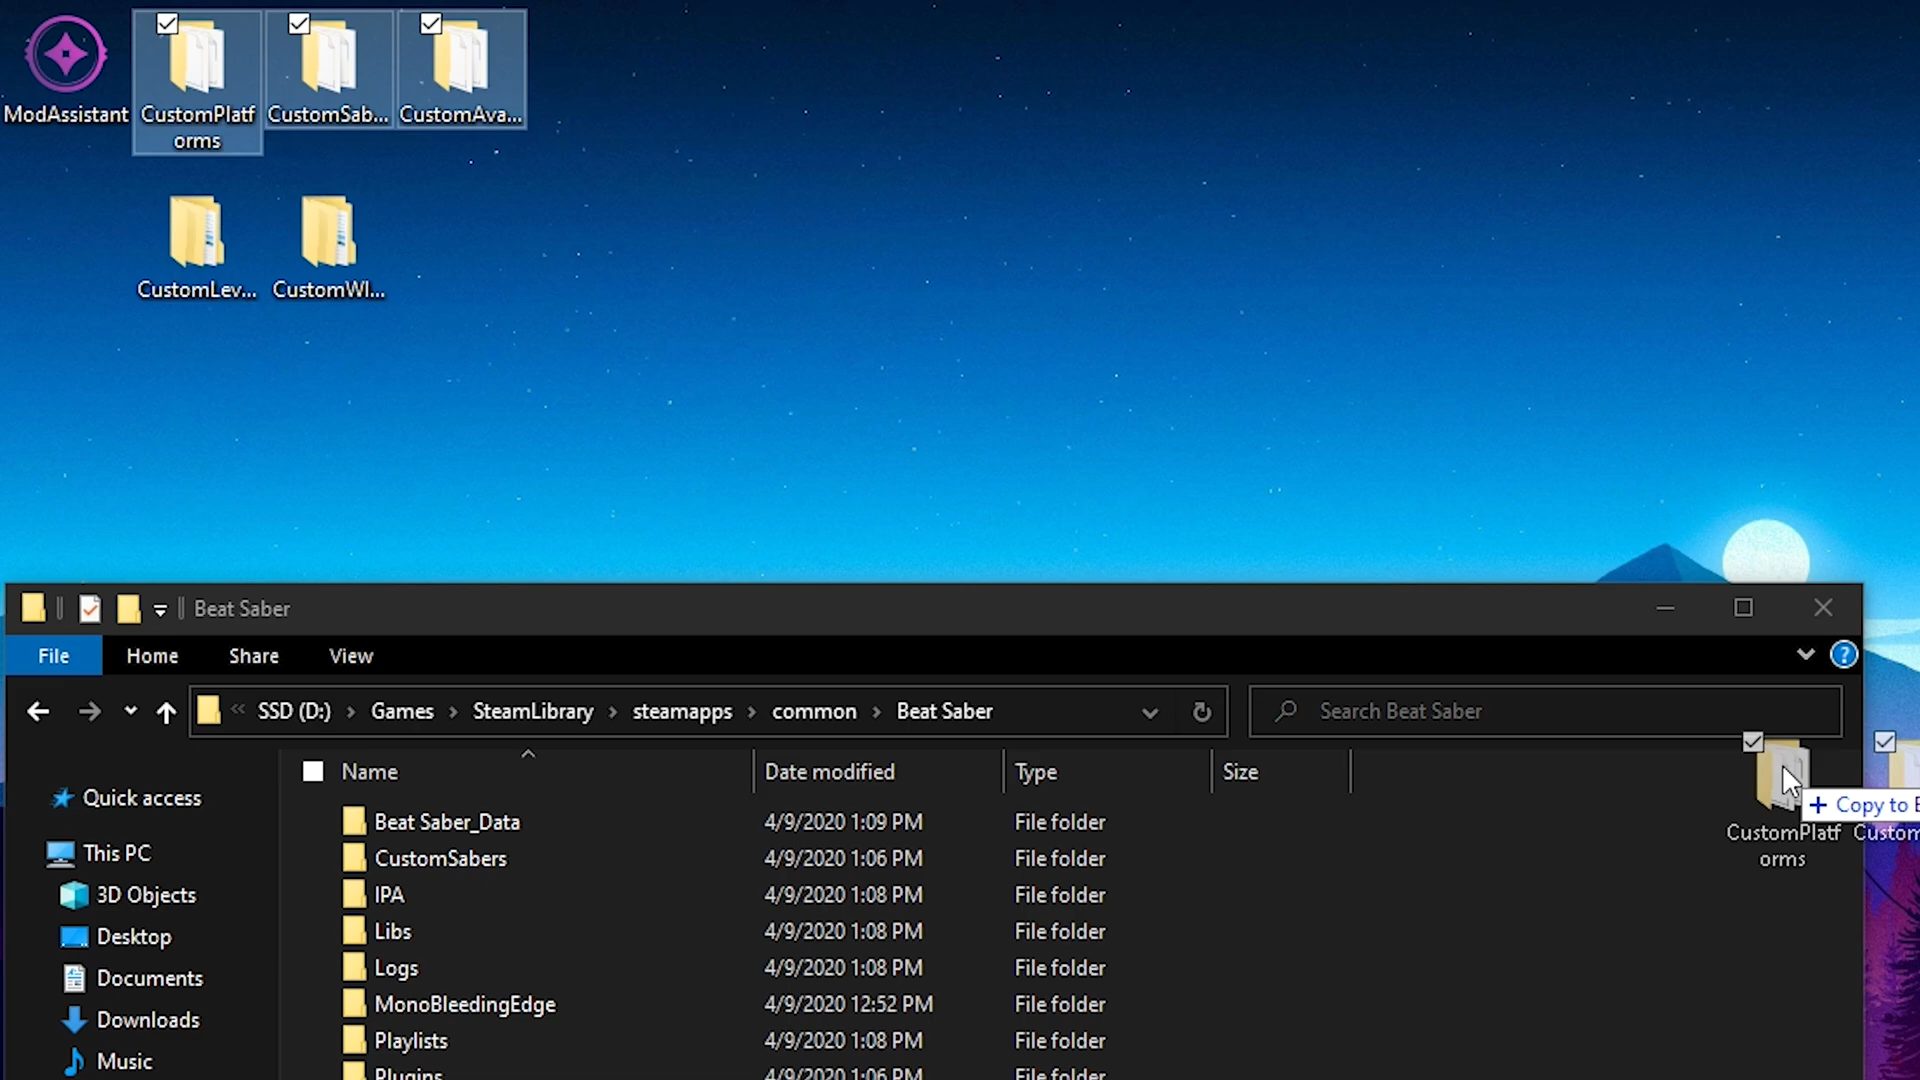 ModAssistant
CustomPlatf
orms
CustomSab...
CustomAva...
CustomLev...
CustomWl...
Beat Saber
File
Home
Share
View
SSD (D:)
Games
SteamLibrary
steamapps
common
Beat Saber
Search Beat Saber
Name
Date modified
Type
Size
Quick access
This PC
3D Objects
Desktop
Documents
Downloads
Music
Beat Saber_Data 4/9/2020 1:09 PM File folder
CustomSabers 4/9/2020 1:06 PM File folder
IPA 4/9/2020 1:08 PM File folder
Libs 4/9/2020 1:08 PM File folder
Logs 4/9/2020 1:08 PM File folder
MonoBleedingEdge 4/9/2020 12:52 PM File folder
Playlists 4/9/2020 1:08 PM File folder
Plugins 4/9/2020 1:06 PM File folder
+ Copy to
CustomPlatf
orms
Custom